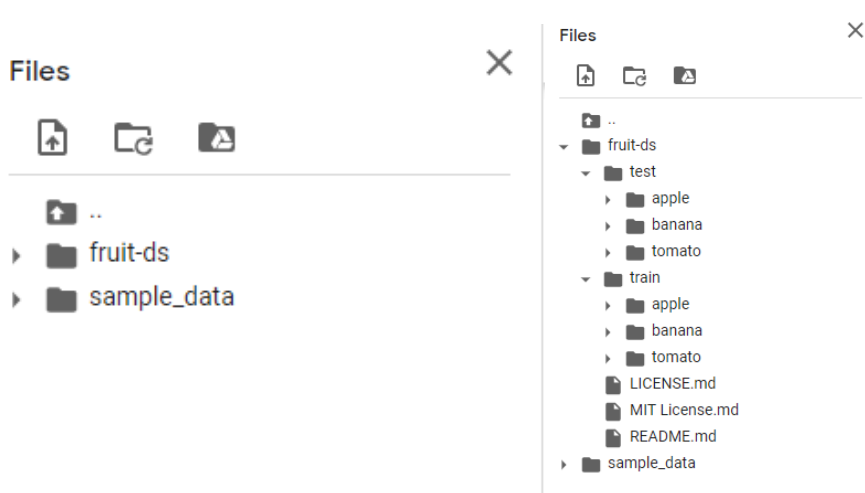 Files
..
fruit-ds
sample_data
Files
..
fruit-ds
test
apple
banana
tomato
train
apple
banana
tomato
LICENSE.md
MIT License.md
README.md
sample_data